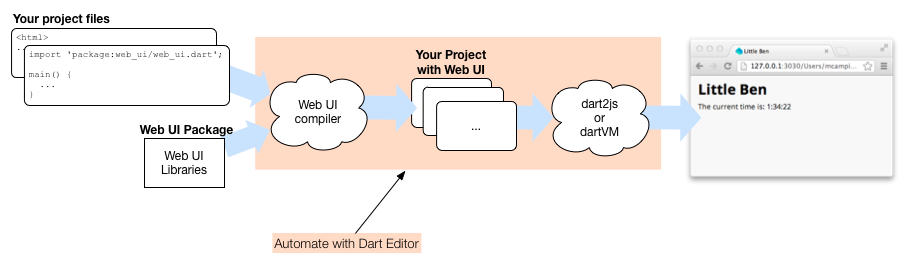 Your project files
<html>
..
import 'package:web_ui/web_ui.dart';
main() {
...
}
Web UI Package
Web UI
Libraries
Web UI
compiler
Your Project
with Web UI
...
dart2js
or
dartVM
Automate with Dart Editor
Little Ben
127.0.0.1:3030/Users/mcampi...
Little Ben
The current time is: 1:34:22